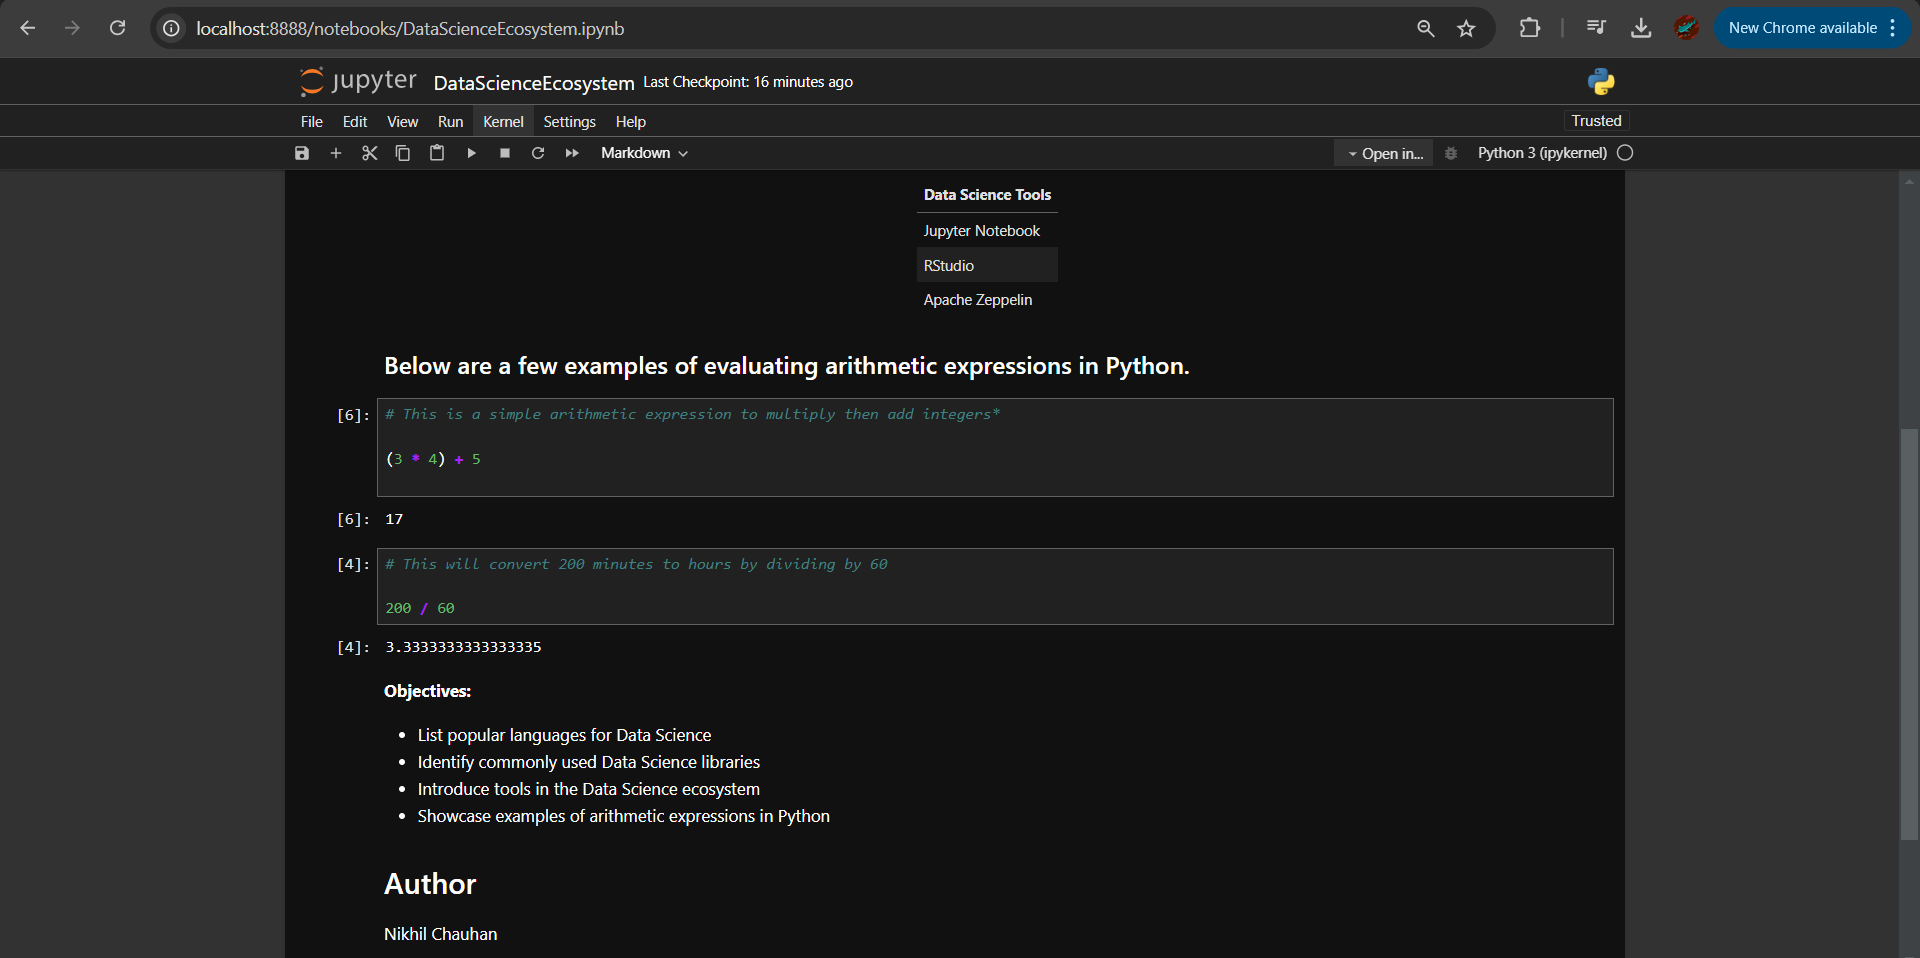 localhost:8888/notebooks/DataScienceEcosystem.ipynb
New Chrome available
jupyter DataScienceEcosystem Last Checkpoint: 16 minutes ago
File Edit View Run Kernel Settings Help
Trusted
Markdown
Open in...
Python 3 (ipykernel)
Data Science Tools
Jupyter Notebook
RStudio
Apache Zeppelin
Below are a few examples of evaluating arithmetic expressions in Python.
[6]: # This is a simple arithmetic expression to multiply then add integers*
(3 * 4) + 5
[6]: 17
[4]: # This will convert 200 minutes to hours by dividing by 60
200 / 60
[4]: 3.3333333333333335
Objectives:
• List popular languages for Data Science
• Identify commonly used Data Science libraries
• Introduce tools in the Data Science ecosystem
• Showcase examples of arithmetic expressions in Python
Author
Nikhil Chauhan